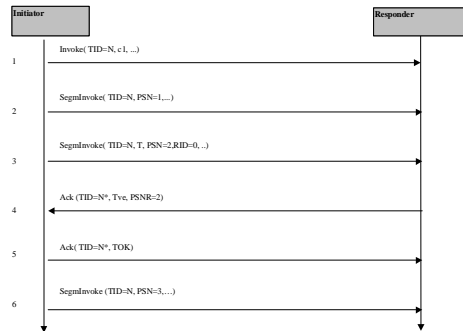 Initiator
Responder
Invoke( TID=N, c1, ...)
1
SegmInvoke( TID=N, PSN=1,...)
2
SegmInvoke( TID=N, T, PSN=2,RID=0, ..)
3
Ack (TID=N*, Tve, PSNR=2)
4
Ack( TID=N*, TOK)
5
SegmInvoke (TID=N, PSN=3,…)
6